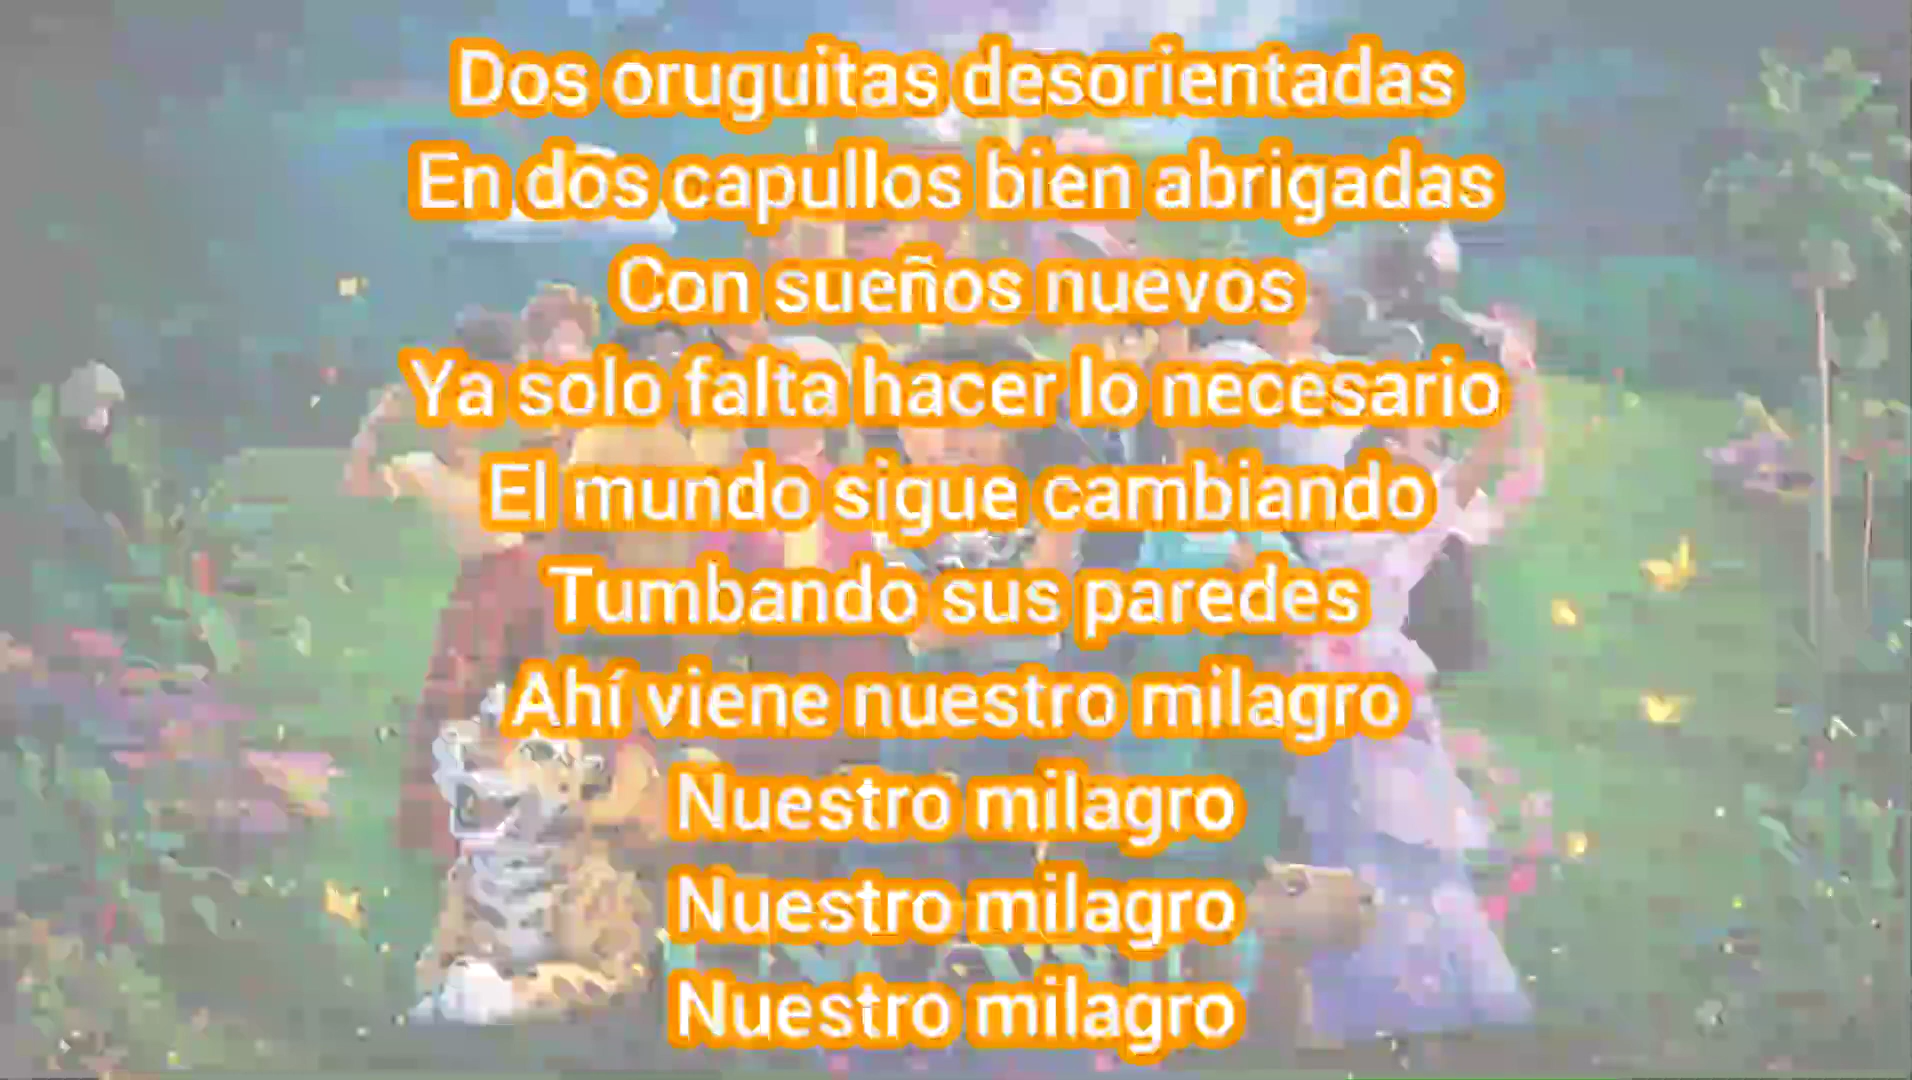 Dos oruguitas desorientadas
En dos capullos bien abrigadas
Con sueños nuevos
Ya solo falta hacer lo necesario
El mundo sigue cambiando
Tumbando sus paredes
Ahí viene nuestro milagro
Nuestro milagro
Nuestro milagro
Nuestro milagro